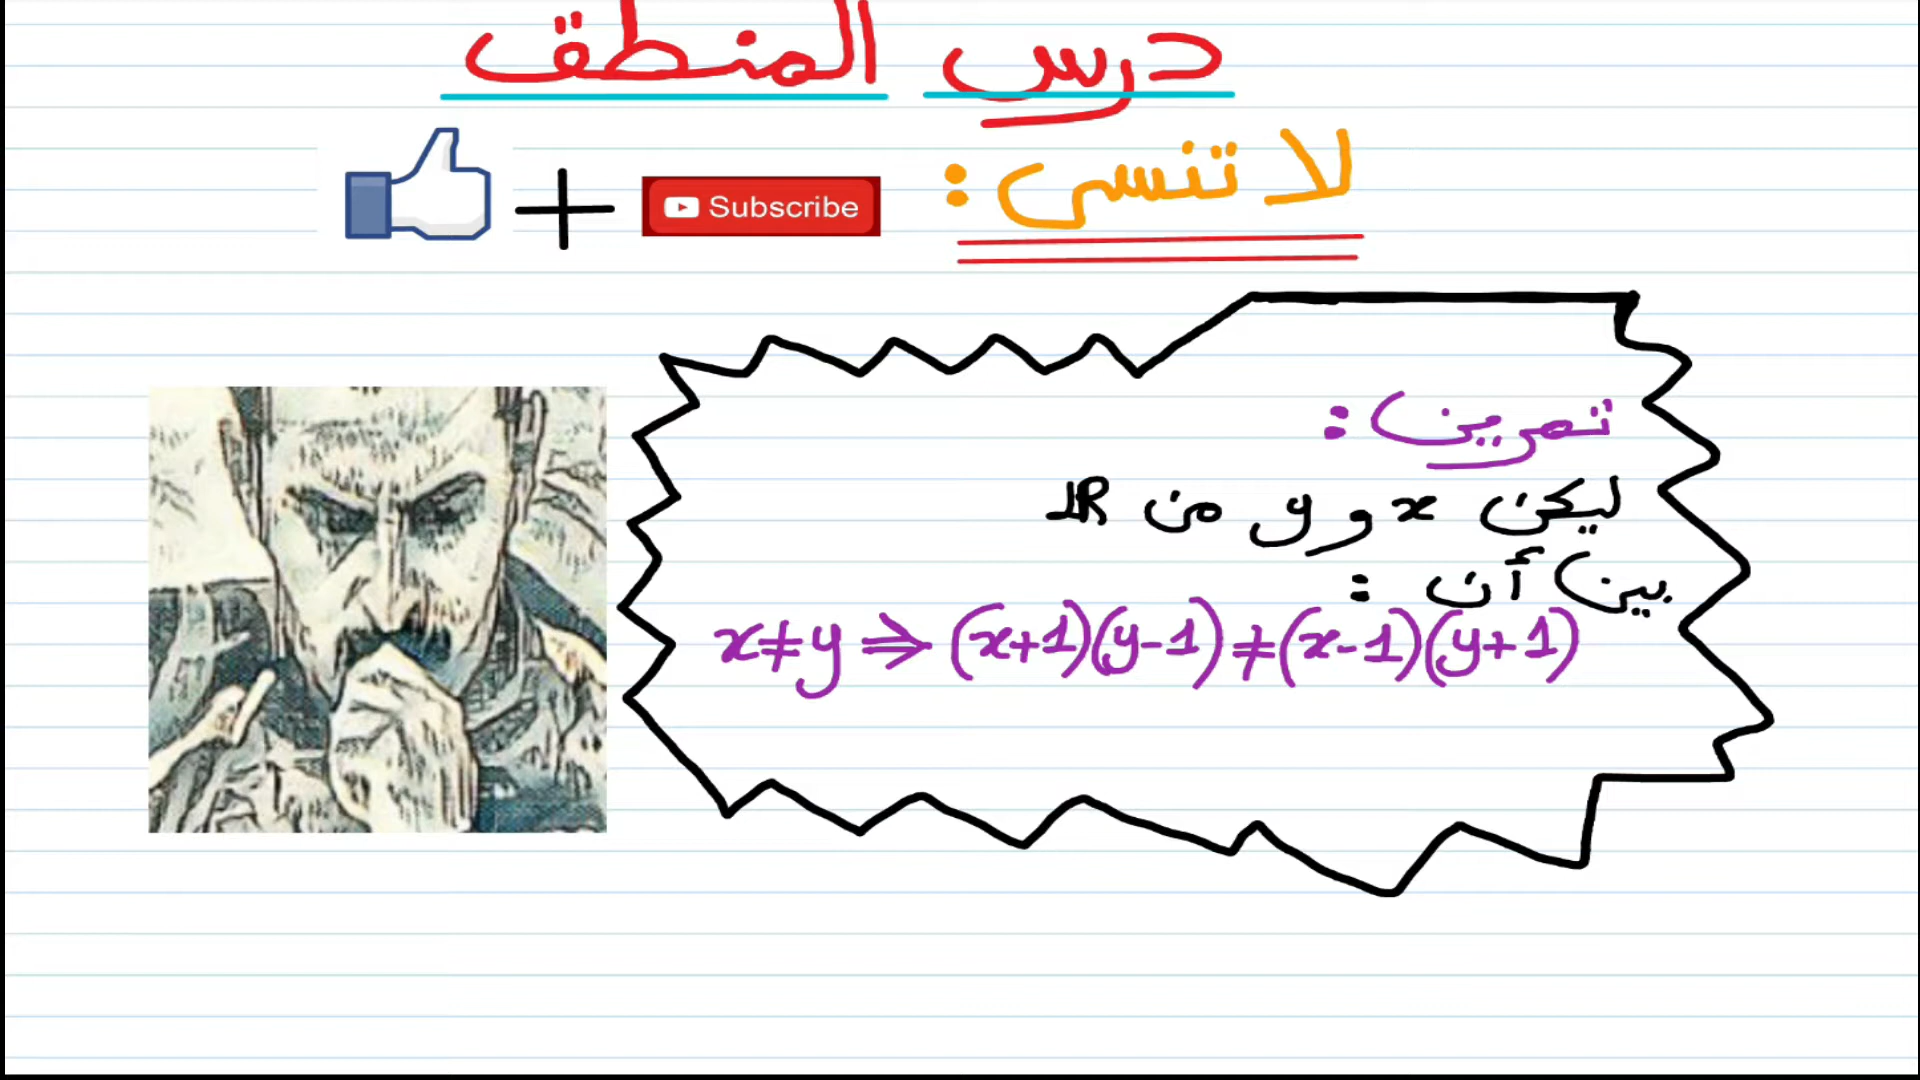 درس المنطق
لا تنسى :
Subscribe
تمرين :
ليكن x و y من IR
بين أن :
x≠y ⇒ (x+1)(y-1)≠(x-1)(y+1)